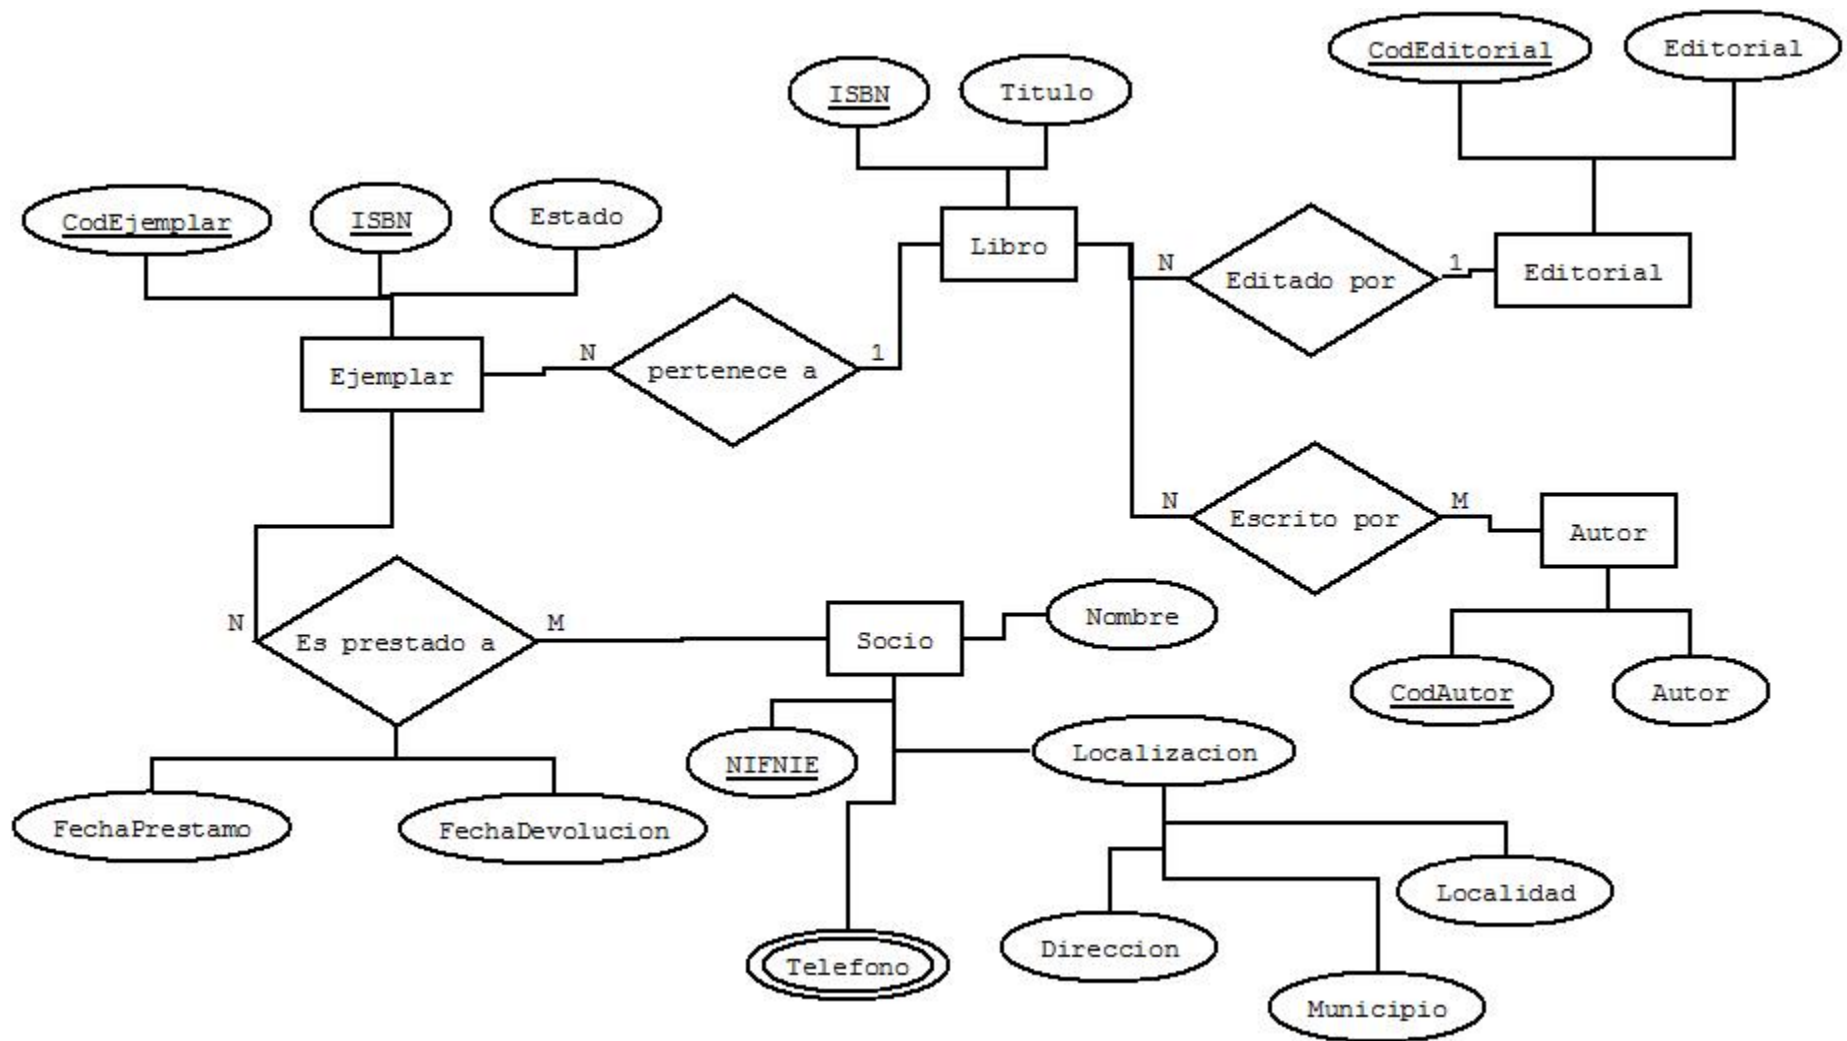 CodEditorial
Editorial
ISBN
Titulo
CodEjemplar
ISBN
Estado
Libro
N
Editado por
1
Editorial
Ejemplar
N
pertenece a
1
N
Escrito por
M
Autor
N
Es prestado a
M
Socio
Nombre
CodAutor
Autor
NIFNIE
Localizacion
FechaPrestamo
FechaDevolucion
Localidad
Direccion
Telefono
Municipio